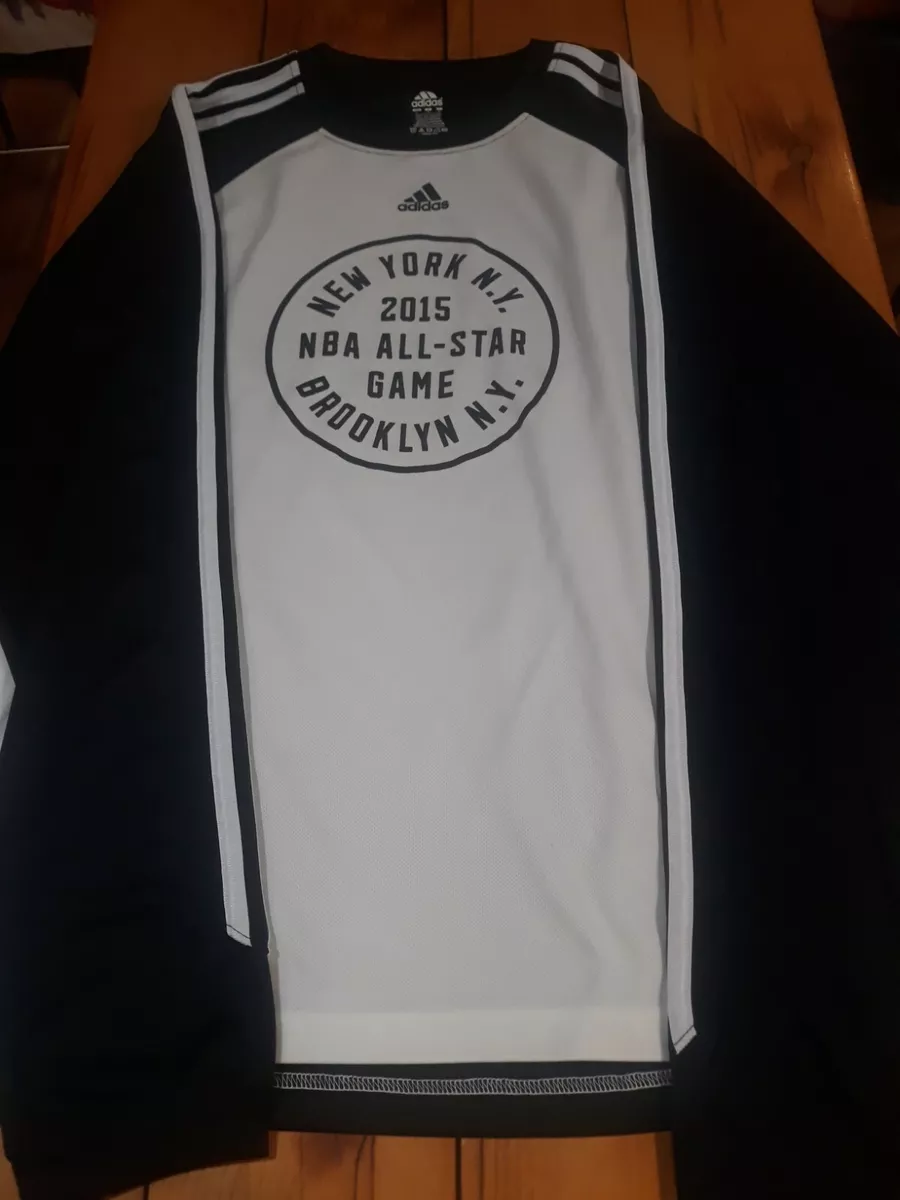 adidas
adidas
NEW YORK N.Y.
2015
NBA ALL-STAR
GAME
BROOKLYN N.Y.